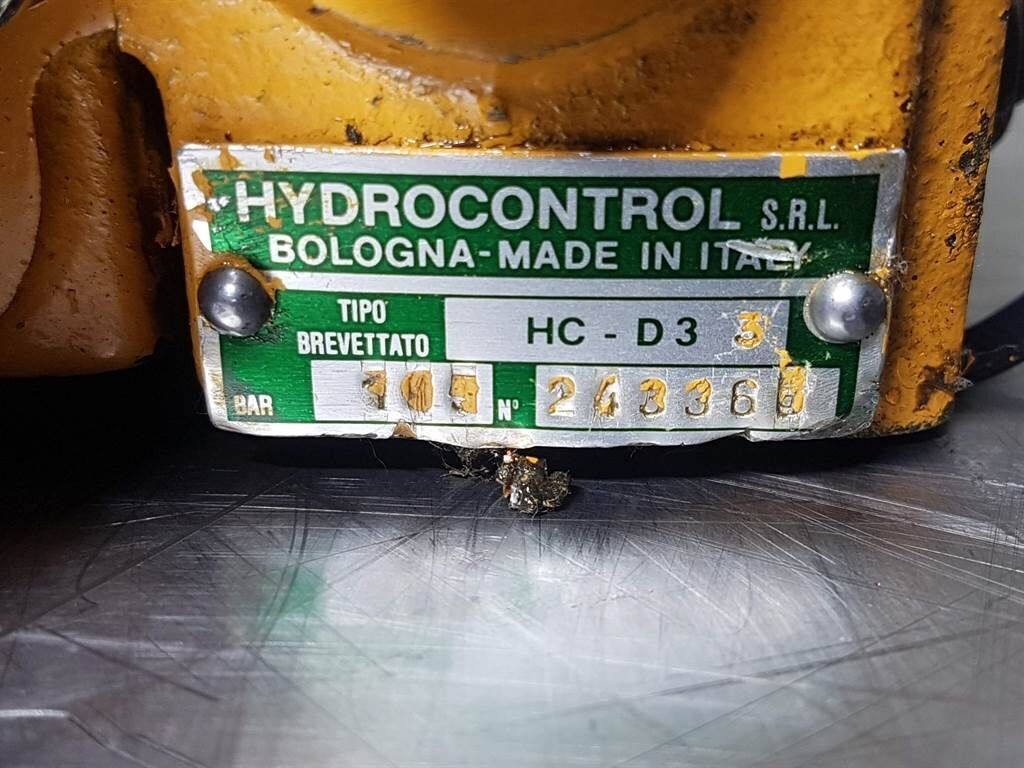 HYDROCONTROL S.R.L.
BOLOGNA-MADE IN ITALY
TIPO
BREVETTATO
HC - D3 3
BAR
N°